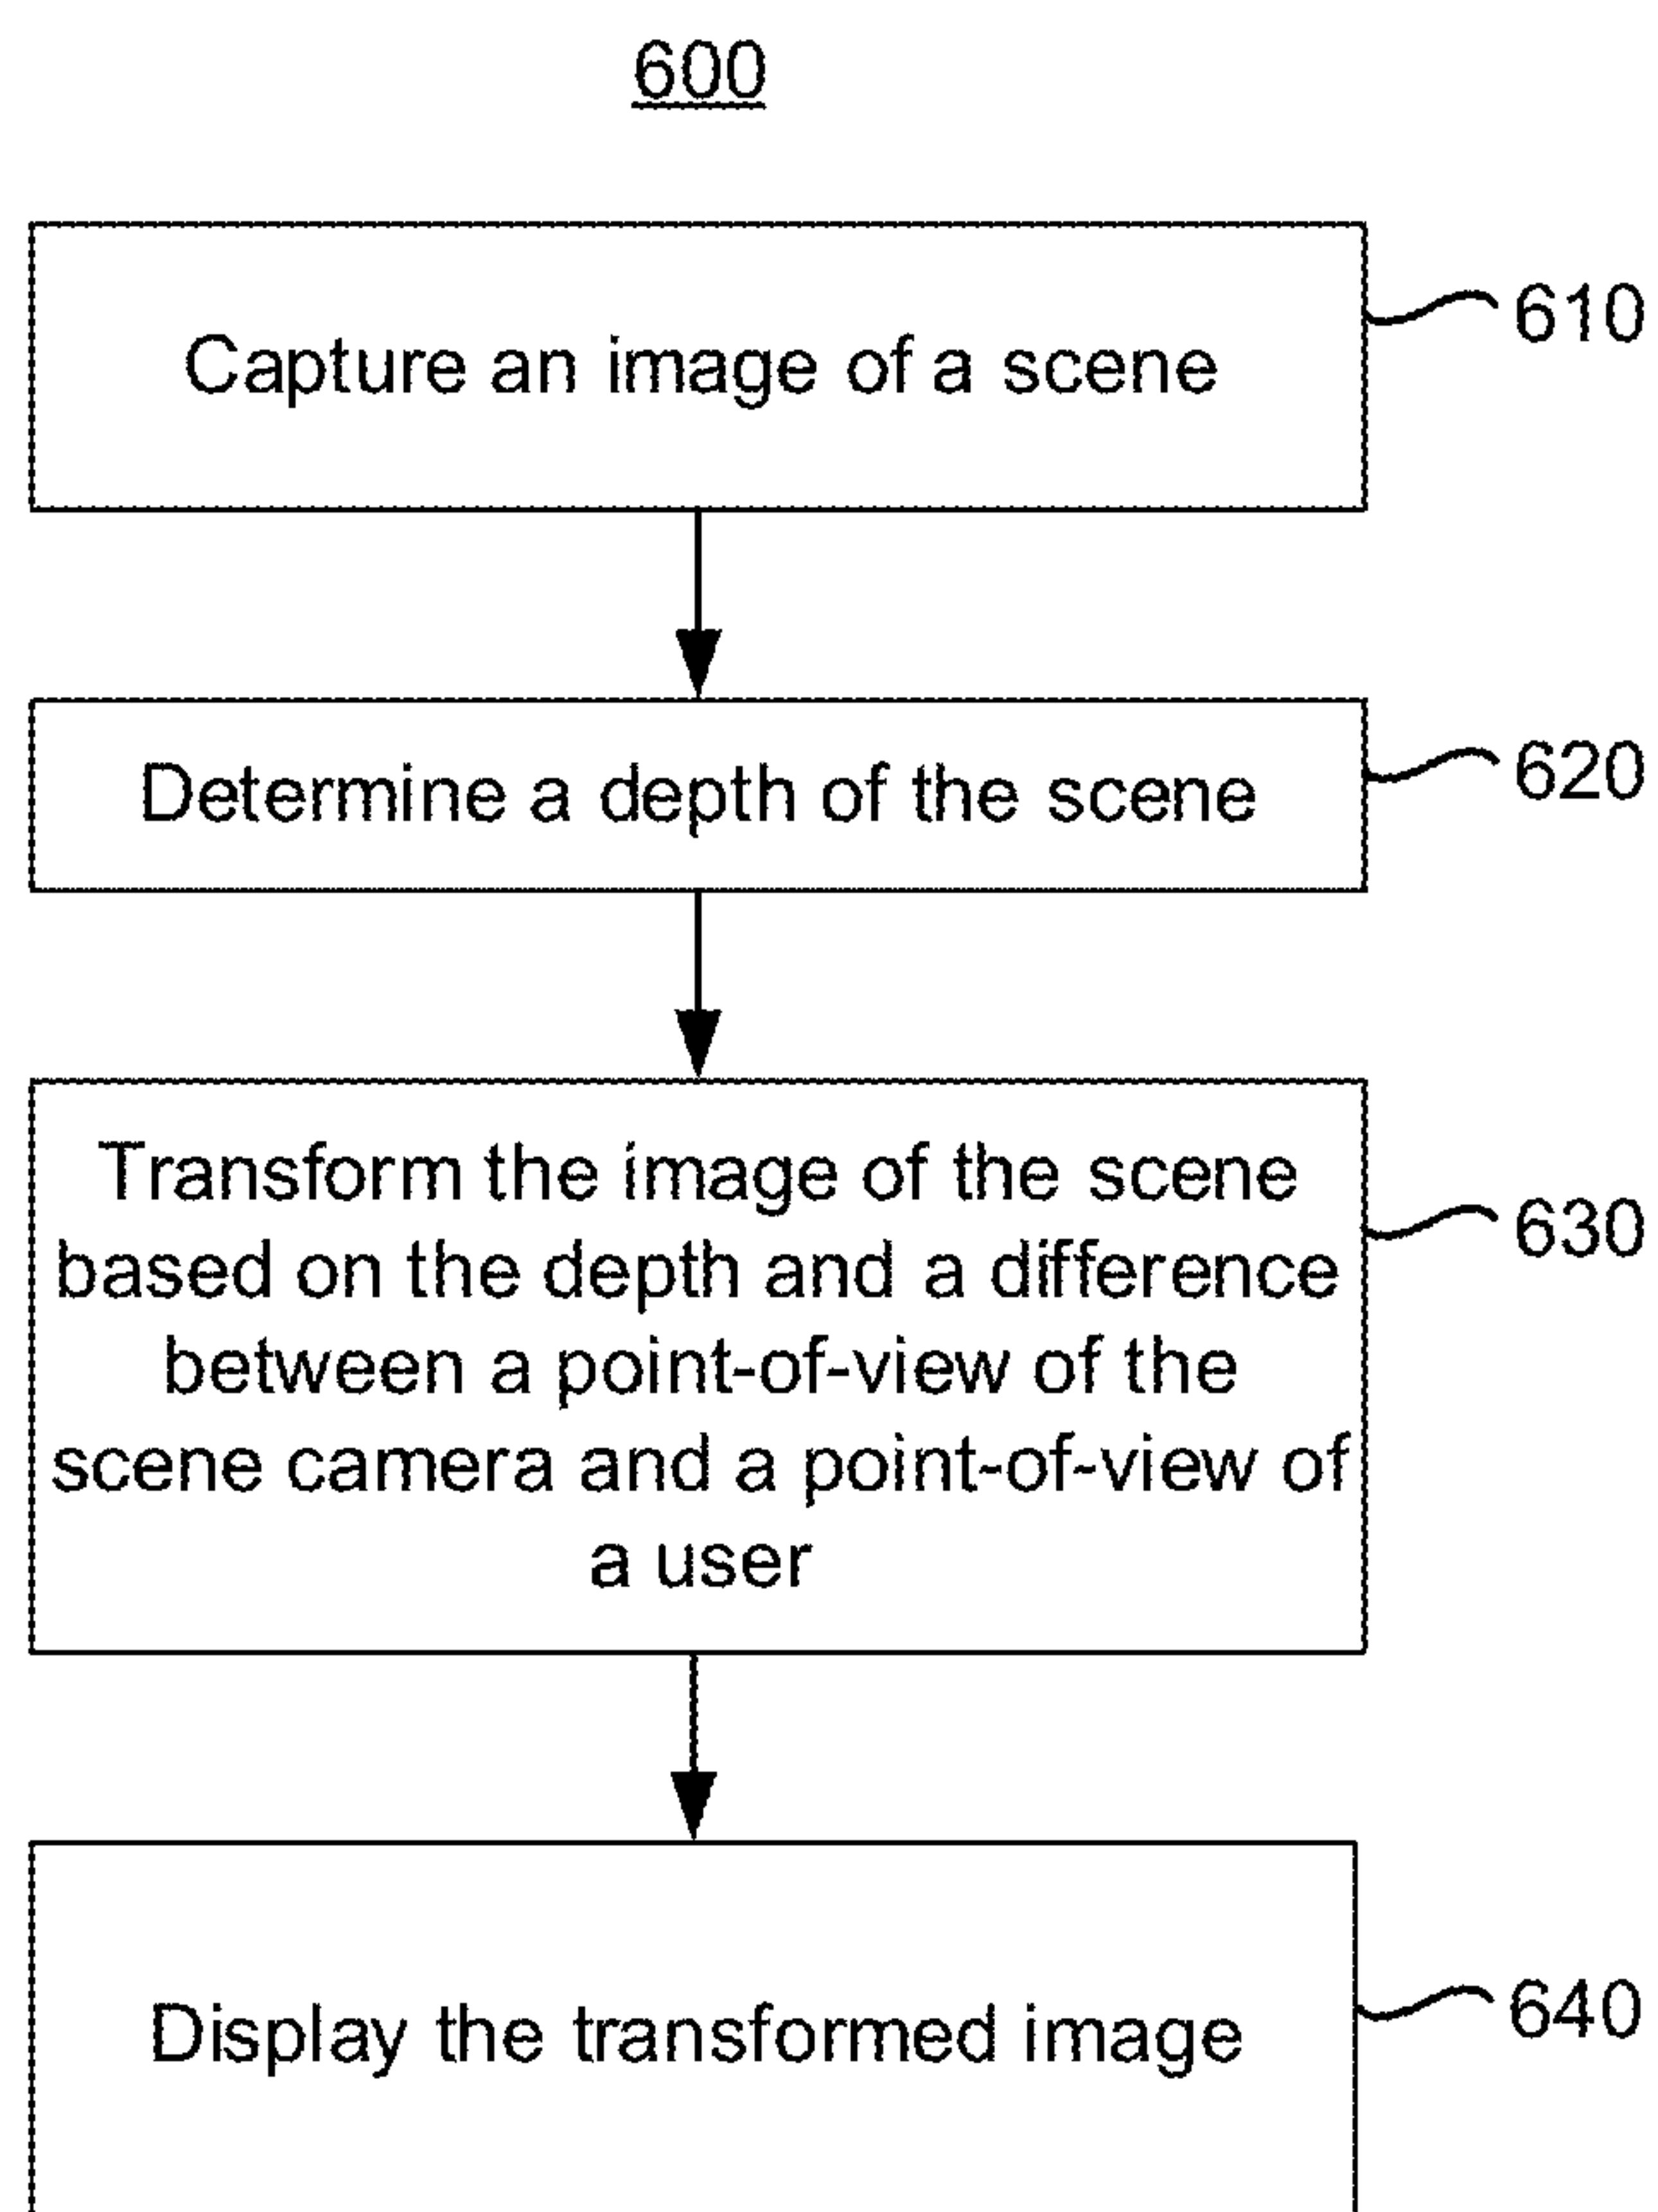 600
Capture an image of a scene
610
Determine a depth of the scene
620
Transform the image of the scene
based on the depth and a difference
between a point-of-view of the
scene camera and a point-of-view of
a user
630
Display the transformed image
640